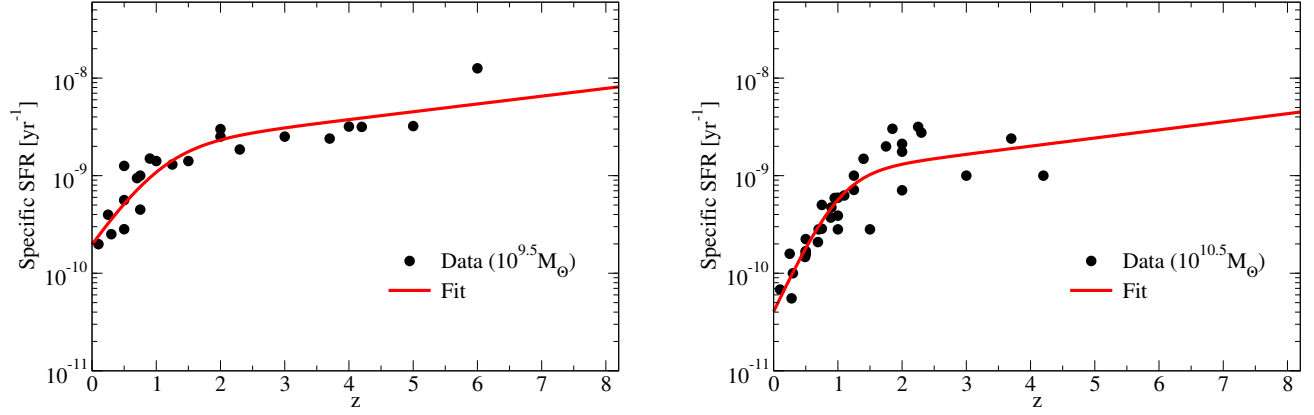 10^-8
10^-9
10^-10
10^-11
Specific SFR [yr^-1]
Data (10^9.5 M_⊙)
Fit
0 1 2 3 4 5 6 7 8
z
10^-8
10^-9
10^-10
10^-11
Specific SFR [yr^-1]
Data (10^10.5 M_⊙)
Fit
0 1 2 3 4 5 6 7 8
z